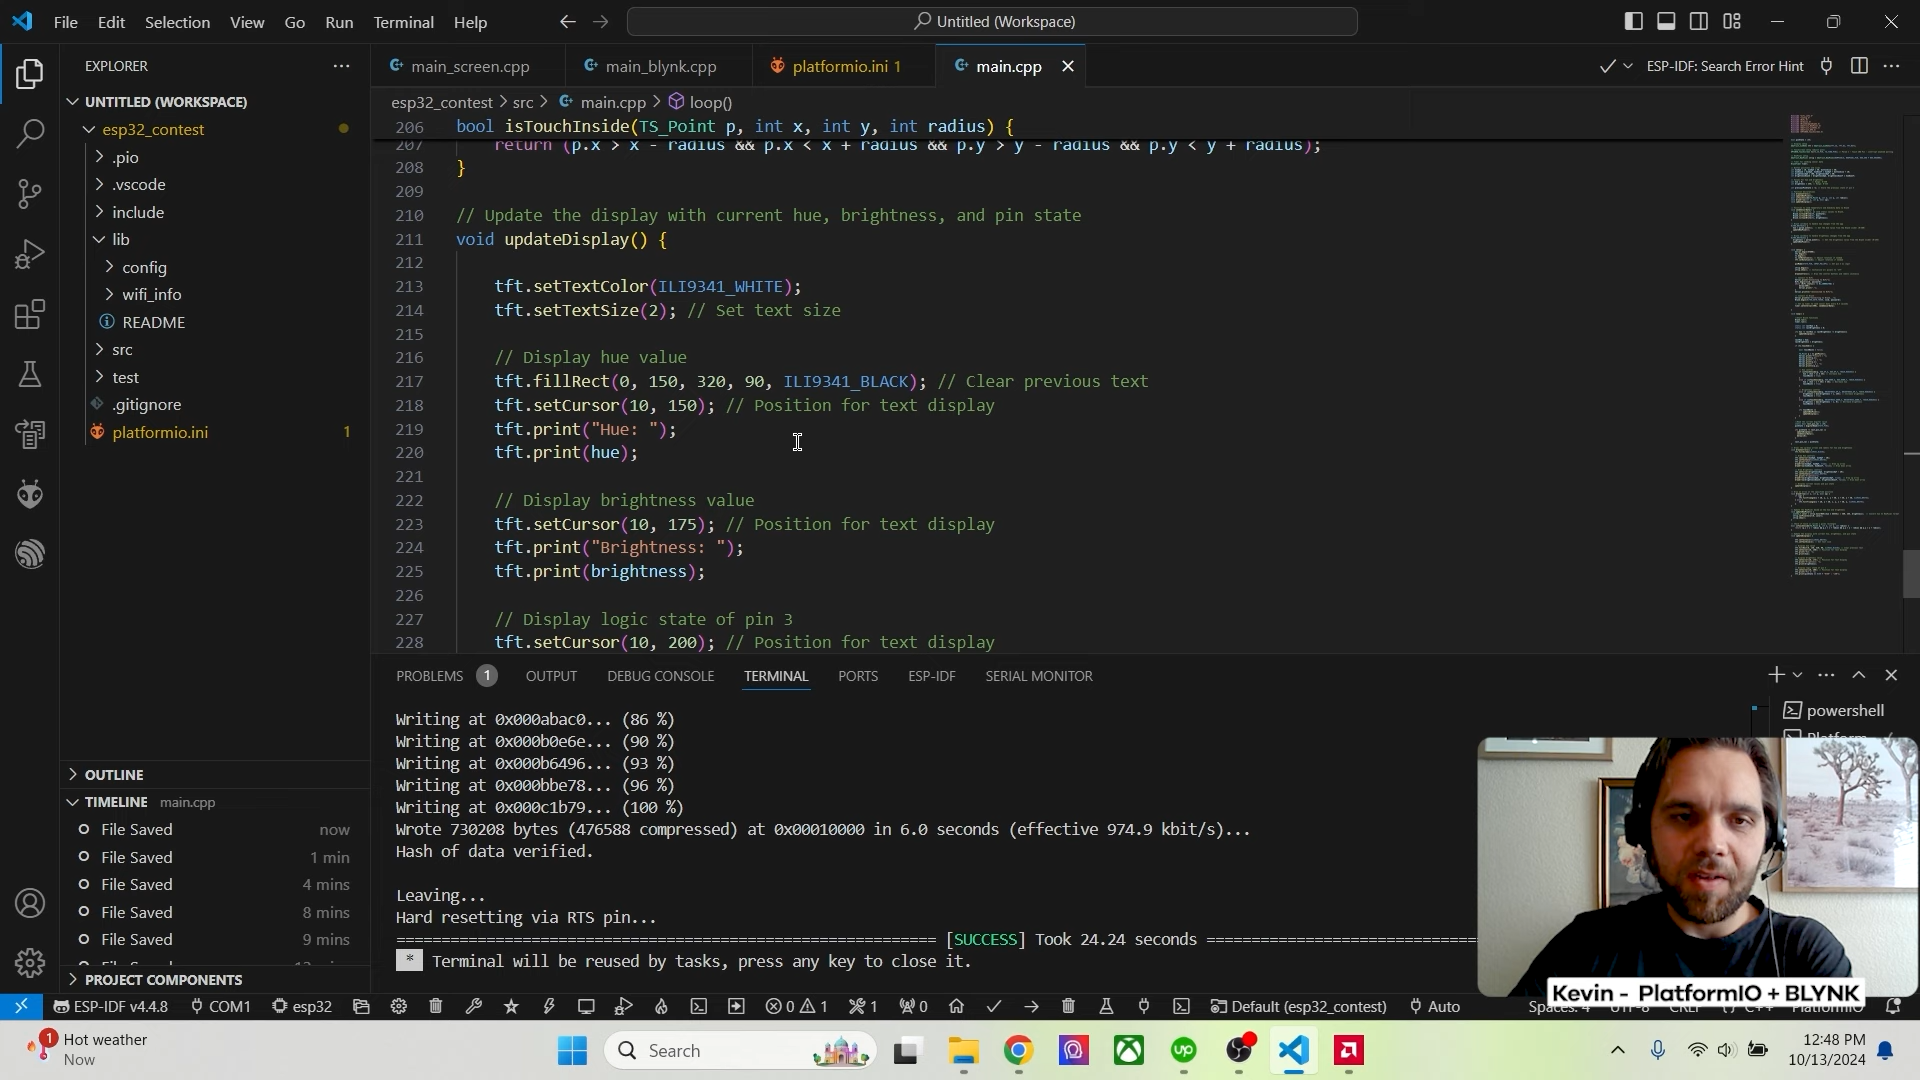 File Edit Selection View Go Run Terminal Help
Untitled (Workspace)
EXPLORER
UNTITLED (WORKSPACE)
esp32_contest
.pio
.vscode
include
lib
config
wifi_info
README
src
test
.gitignore
platformio.ini 1
OUTLINE
TIMELINE main.cpp
File Saved now
File Saved 1 min
File Saved 4 mins
File Saved 8 mins
File Saved 9 mins
PROJECT COMPONENTS
main_screen.cpp
main_blynk.cpp
platformio.ini 1
main.cpp
ESP-IDF: Search Error Hint
esp32_contest > src > main.cpp > loop()
206 bool isTouchInside(TS_Point p, int x, int y, int radius) {
207 return (p.x > x - radius && p.x < x + radius && p.y > y - radius && p.y < y + radius);
208 }
209
210 // Update the display with current hue, brightness, and pin state
211 void updateDisplay() {
212
213 tft.setTextColor(ILI9341_WHITE);
214 tft.setTextSize(2); // Set text size
215
216 // Display hue value
217 tft.fillRect(0, 150, 320, 90, ILI9341_BLACK); // Clear previous text
218 tft.setCursor(10, 150); // Position for text display
219 tft.print("Hue: ");
220 tft.print(hue);
221
222 // Display brightness value
223 tft.setCursor(10, 175); // Position for text display
224 tft.print("Brightness: ");
225 tft.print(brightness);
226
227 // Display logic state of pin 3
228 tft.setCursor(10, 200); // Position for text display
PROBLEMS 1 OUTPUT DEBUG CONSOLE TERMINAL PORTS ESP-IDF SERIAL MONITOR
powershell
Writing at 0x000abac0... (86 %)
Writing at 0x000b0e6e... (90 %)
Writing at 0x000b6496... (93 %)
Writing at 0x000bbe78... (96 %)
Writing at 0x000c1b79... (100 %)
Wrote 730208 bytes (476588 compressed) at 0x00010000 in 6.0 seconds (effective 974.9 kbit/s)...
Hash of data verified.
Leaving...
Hard resetting via RTS pin...
[SUCCESS] Took 24.24 seconds
* Terminal will be reused by tasks, press any key to close it.
Kevin - PlatformIO + BLYNK
ESP-IDF v4.4.8 COM1 esp32 0 1 1 0 Default (esp32_contest) Auto
1 Hot weather
Now
Search
up
12:48 PM
10/13/2024